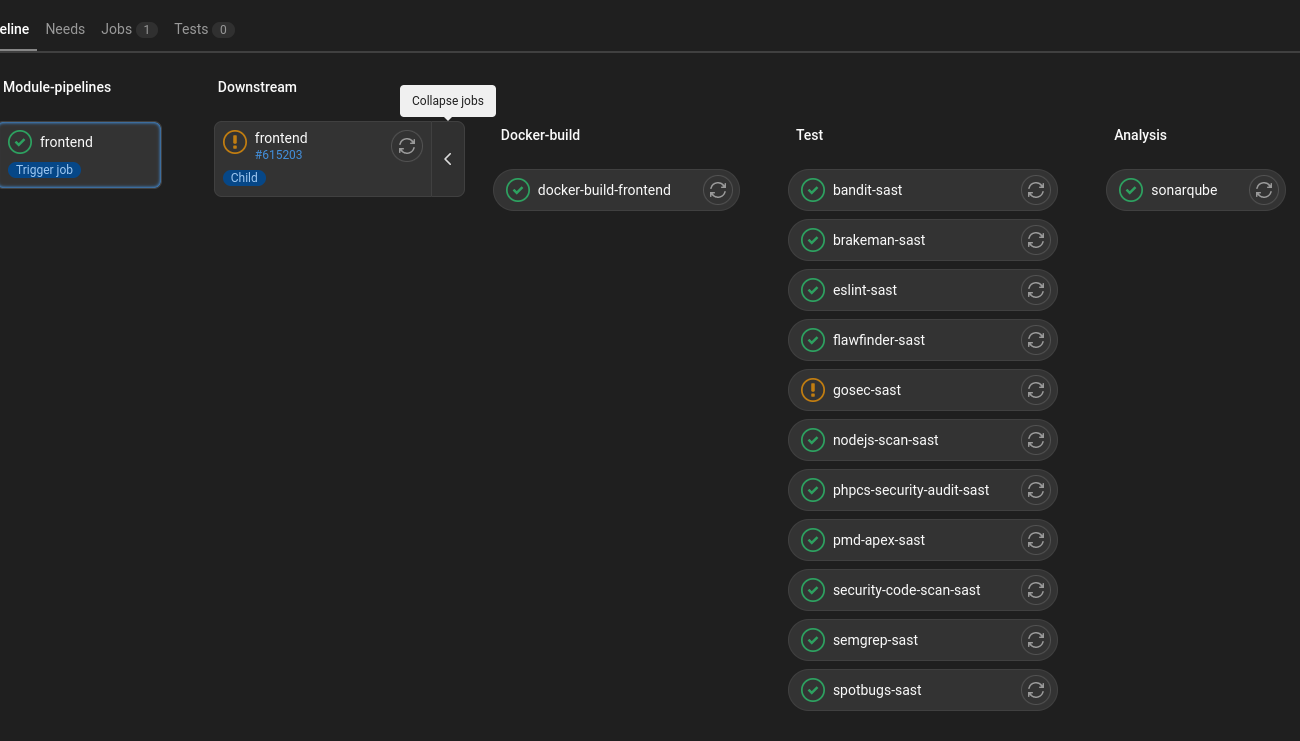 eline Needs Jobs 1 Tests 0
Module-pipelines
Downstream
Collapse jobs
frontend
Trigger job
frontend
#615203
Child
Docker-build
docker-build-frontend
Test
bandit-sast
brakeman-sast
eslint-sast
flawfinder-sast
gosec-sast
nodejs-scan-sast
phpcs-security-audit-sast
pmd-apex-sast
security-code-scan-sast
semgrep-sast
spotbugs-sast
Analysis
sonarqube